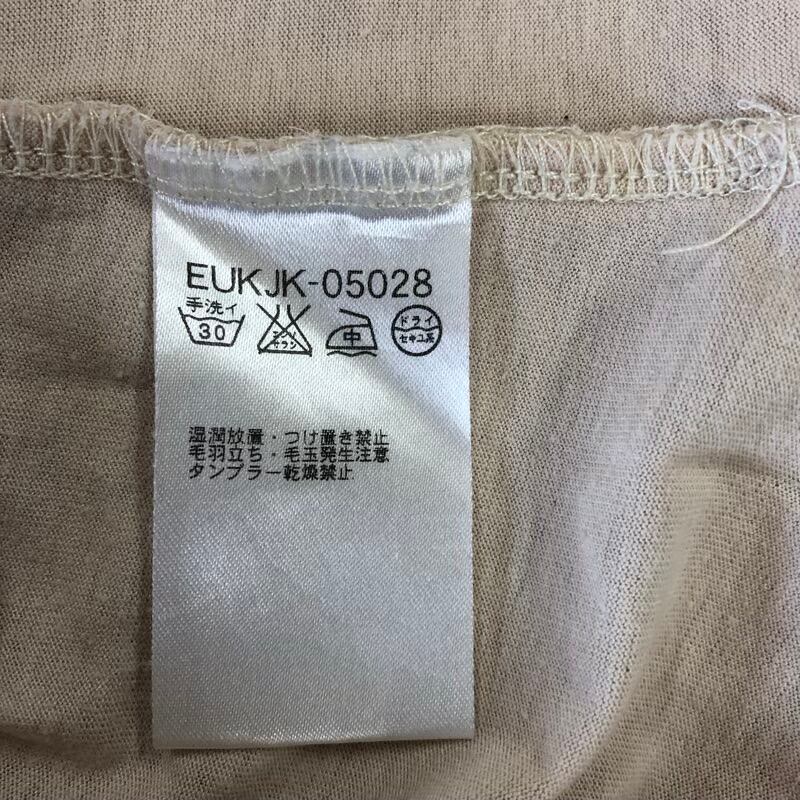 EUKJK-05028
手洗イ エンソ 中 ドライ
30 サラシ セキユ系
湿潤放置・つけ置き禁止
毛羽立ち・毛玉発生注意
タンブラー乾燥禁止